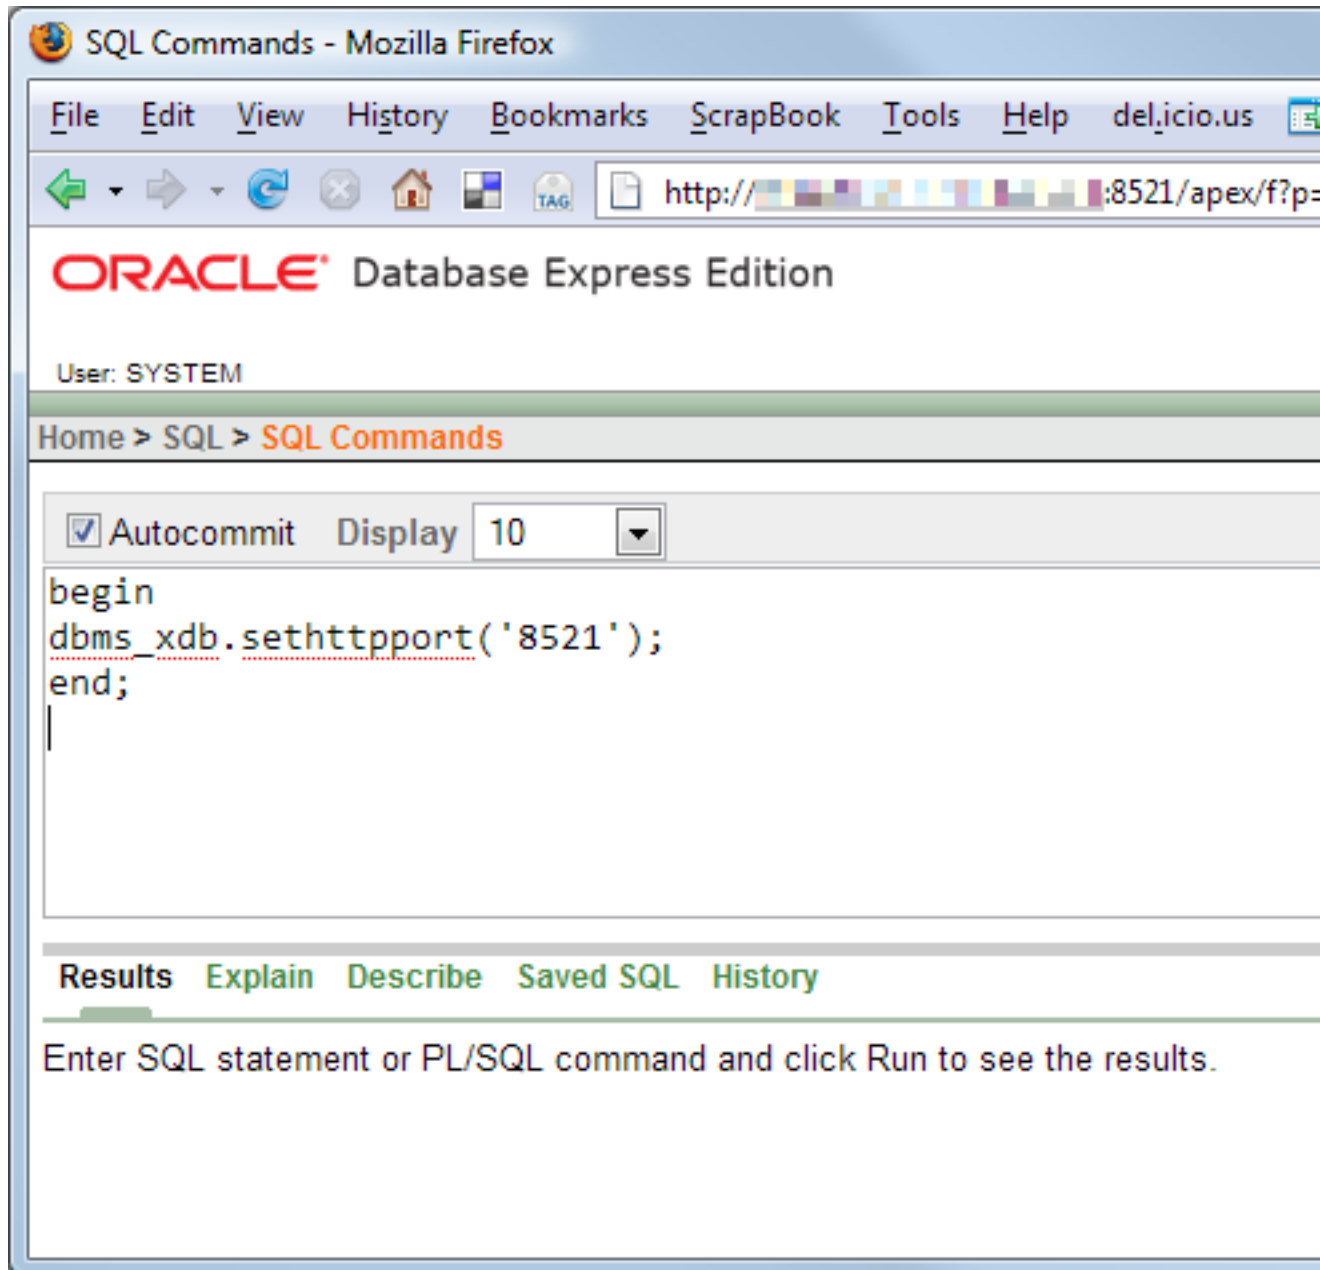 SQL Commands - Mozilla Firefox
File Edit View History Bookmarks ScrapBook Tools Help del.icio.us
TAG http:// :8521/apex/f?p=
ORACLE Database Express Edition
User: SYSTEM
Home > SQL > SQL Commands
Autocommit Display 10
begin
dbms_xdb.sethttpport('8521');
end;
Results Explain Describe Saved SQL History
Enter SQL statement or PL/SQL command and click Run to see the results.